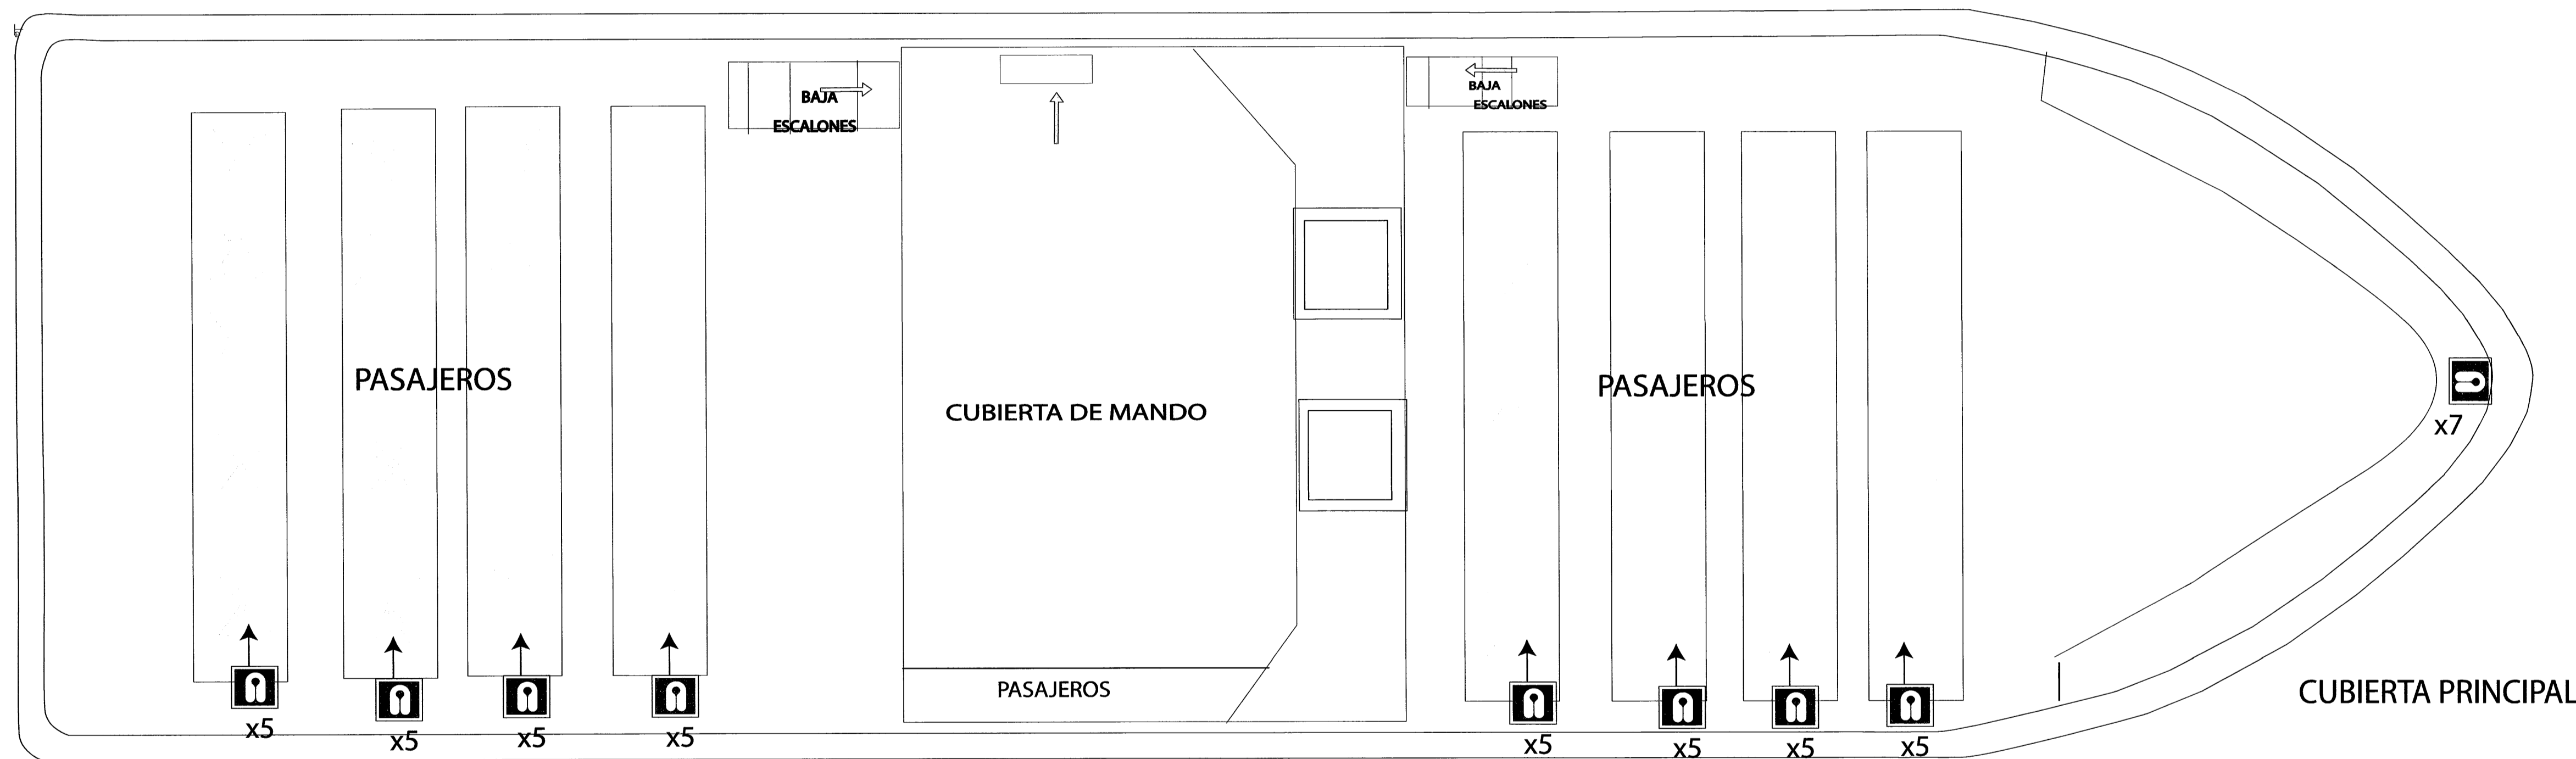 BAJA
ESCALONES
BAJA
ESCALONES
PASAJEROS
CUBIERTA DE MANDO
PASAJEROS
x7
PASAJEROS
CUBIERTA PRINCIPAL
x5
x5
x5
x5
x5
x5
x5
x5